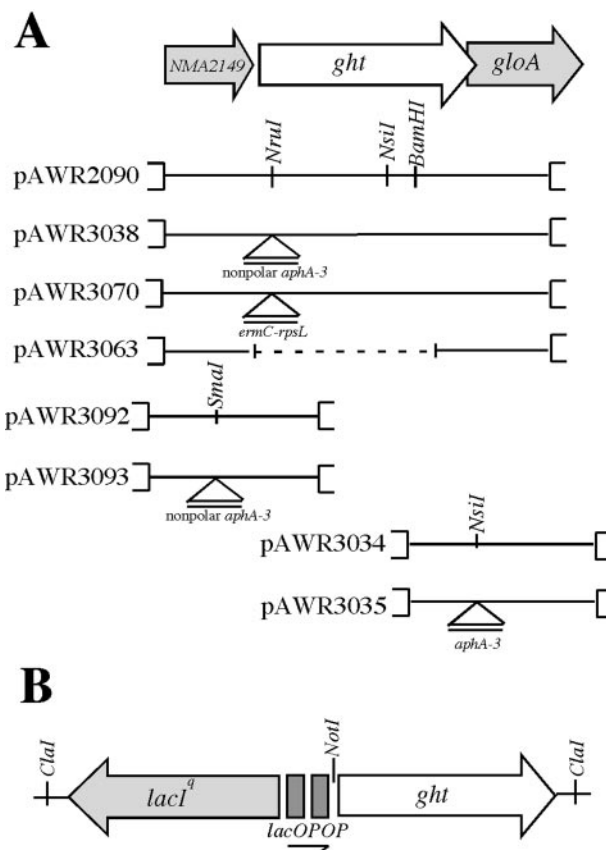 A
NMA2149 ght gloA
NruI NsiI BamHI
pAWR2090
pAWR3038
nonpolar aphA-3
pAWR3070
ermC-rpsL
pAWR3063
SmaI
pAWR3092
pAWR3093
nonpolar aphA-3
NsiI
pAWR3034
pAWR3035
aphA-3
B
ClaI NotI ClaI
lacI^q ght
lacOPOP